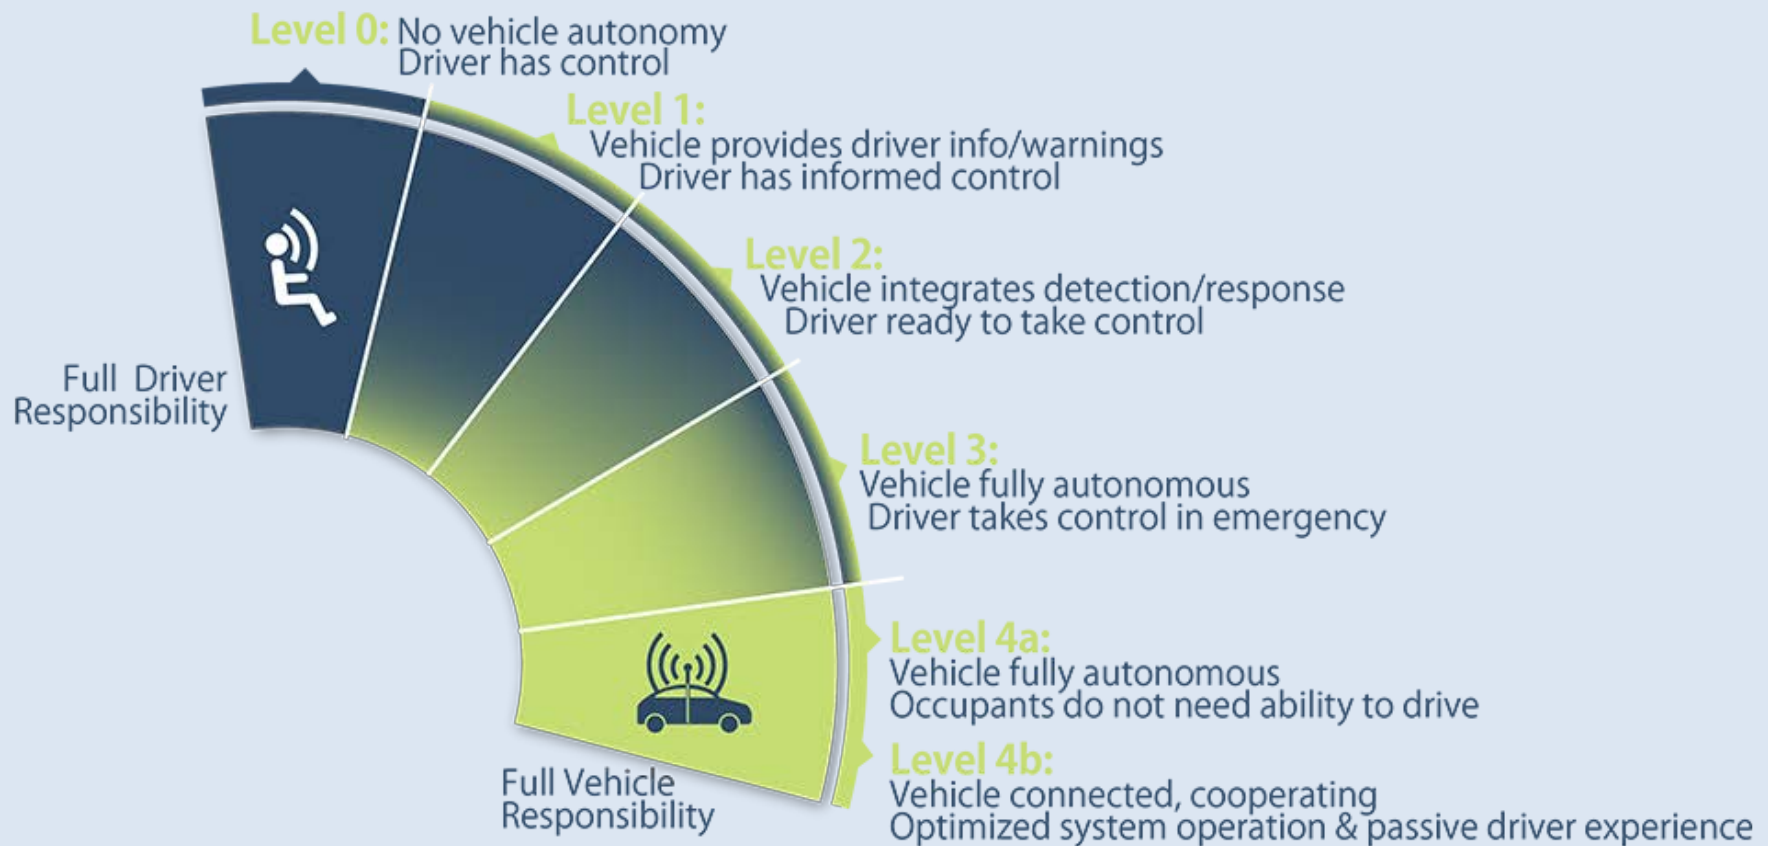 Level 0: No vehicle autonomy
Driver has control
Level 1:
Vehicle provides driver info/warnings
Driver has informed control
Level 2:
Vehicle integrates detection/response
Driver ready to take control
Full Driver
Responsibility
Level 3:
Vehicle fully autonomous
Driver takes control in emergency
Level 4a:
Vehicle fully autonomous
Occupants do not need ability to drive
Level 4b:
Vehicle connected, cooperating
Optimized system operation & passive driver experience
Full Vehicle
Responsibility